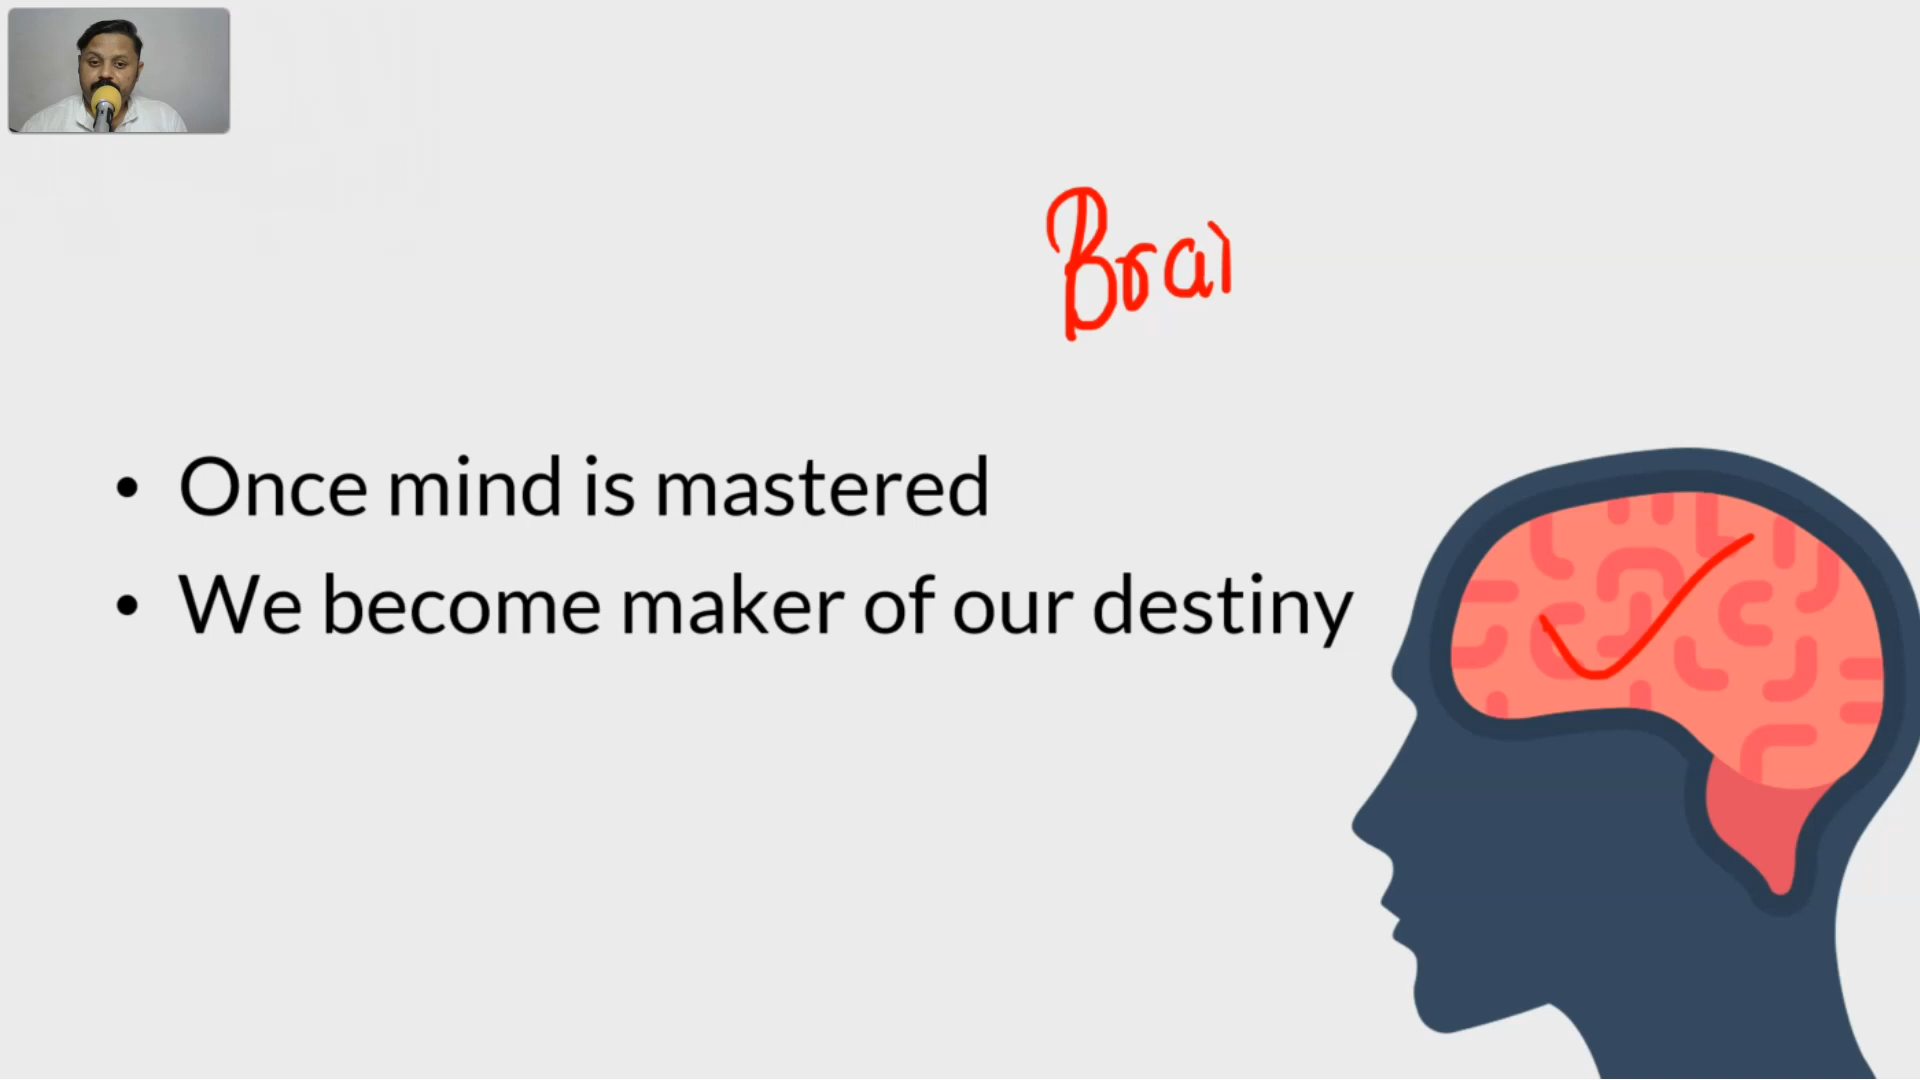 Brai
• Once mind is mastered
• We become maker of our destiny